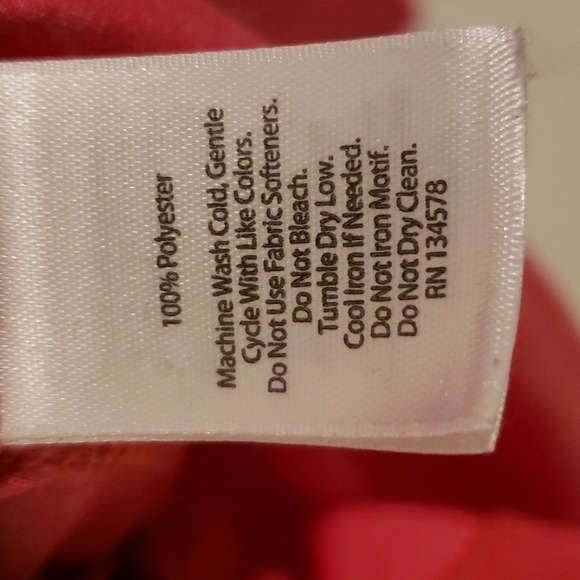 100% Polyester
Machine Wash Cold, Gentle
Cycle With Like Colors.
Do Not Use Fabric Softeners.
Do Not Bleach.
Tumble Dry Low.
Cool Iron If Needed.
Do Not Iron Motif.
Do Not Dry Clean.
RN 134578